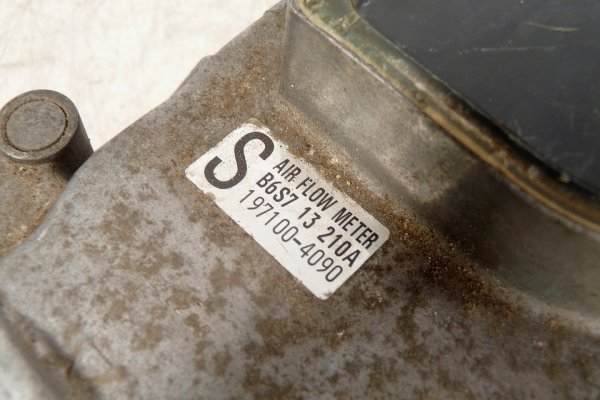 S
AIR FLOW METER
B6S7 13 210A
197100-4090